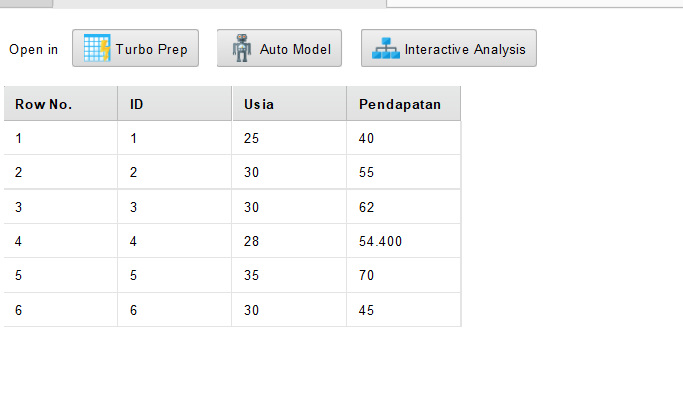 Open in Turbo Prep Auto Model Interactive Analysis
Row No. ID Usia Pendapatan
1 1 25 40
2 2 30 55
3 3 30 62
4 4 28 54.400
5 5 35 70
6 6 30 45